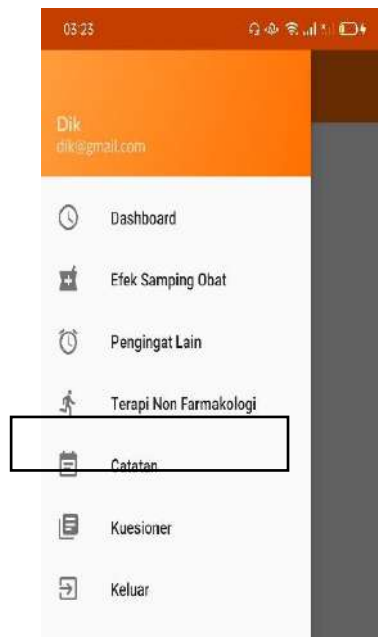 03:23
Dik
dik@gmail.com
Dashboard
Efek Samping Obat
Pengingat Lain
Terapi Non Farmakologi
Catatan
Kuesioner
Keluar